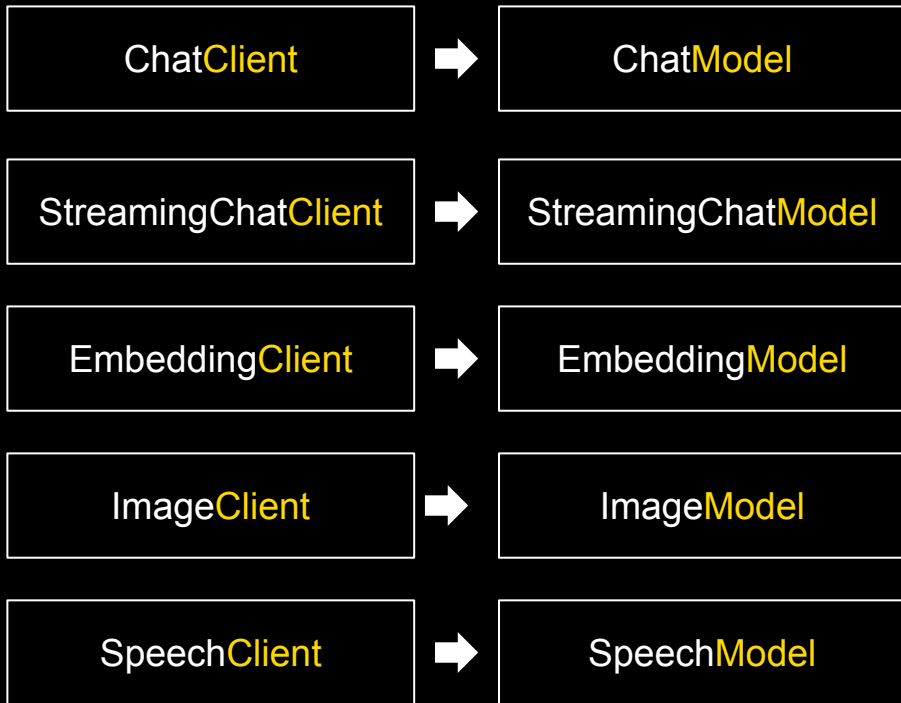 ChatClient
ChatModel
StreamingChatClient
StreamingChatModel
EmbeddingClient
EmbeddingModel
ImageClient
ImageModel
SpeechClient
SpeechModel